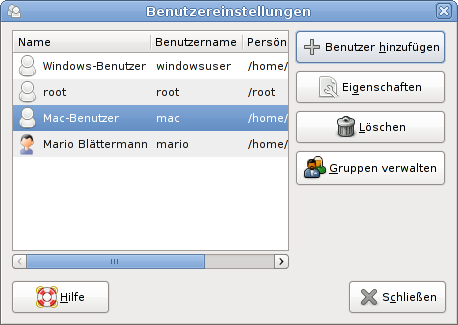 Benutzereinstellungen
Name Benutzername Persön
Windows-Benutzer windowsuser /home/
root root /root
Mac-Benutzer mac /home/
Mario Blättermann mario /home/
Benutzer hinzufügen
Eigenschaften
Löschen
Gruppen verwalten
Hilfe
Schließen